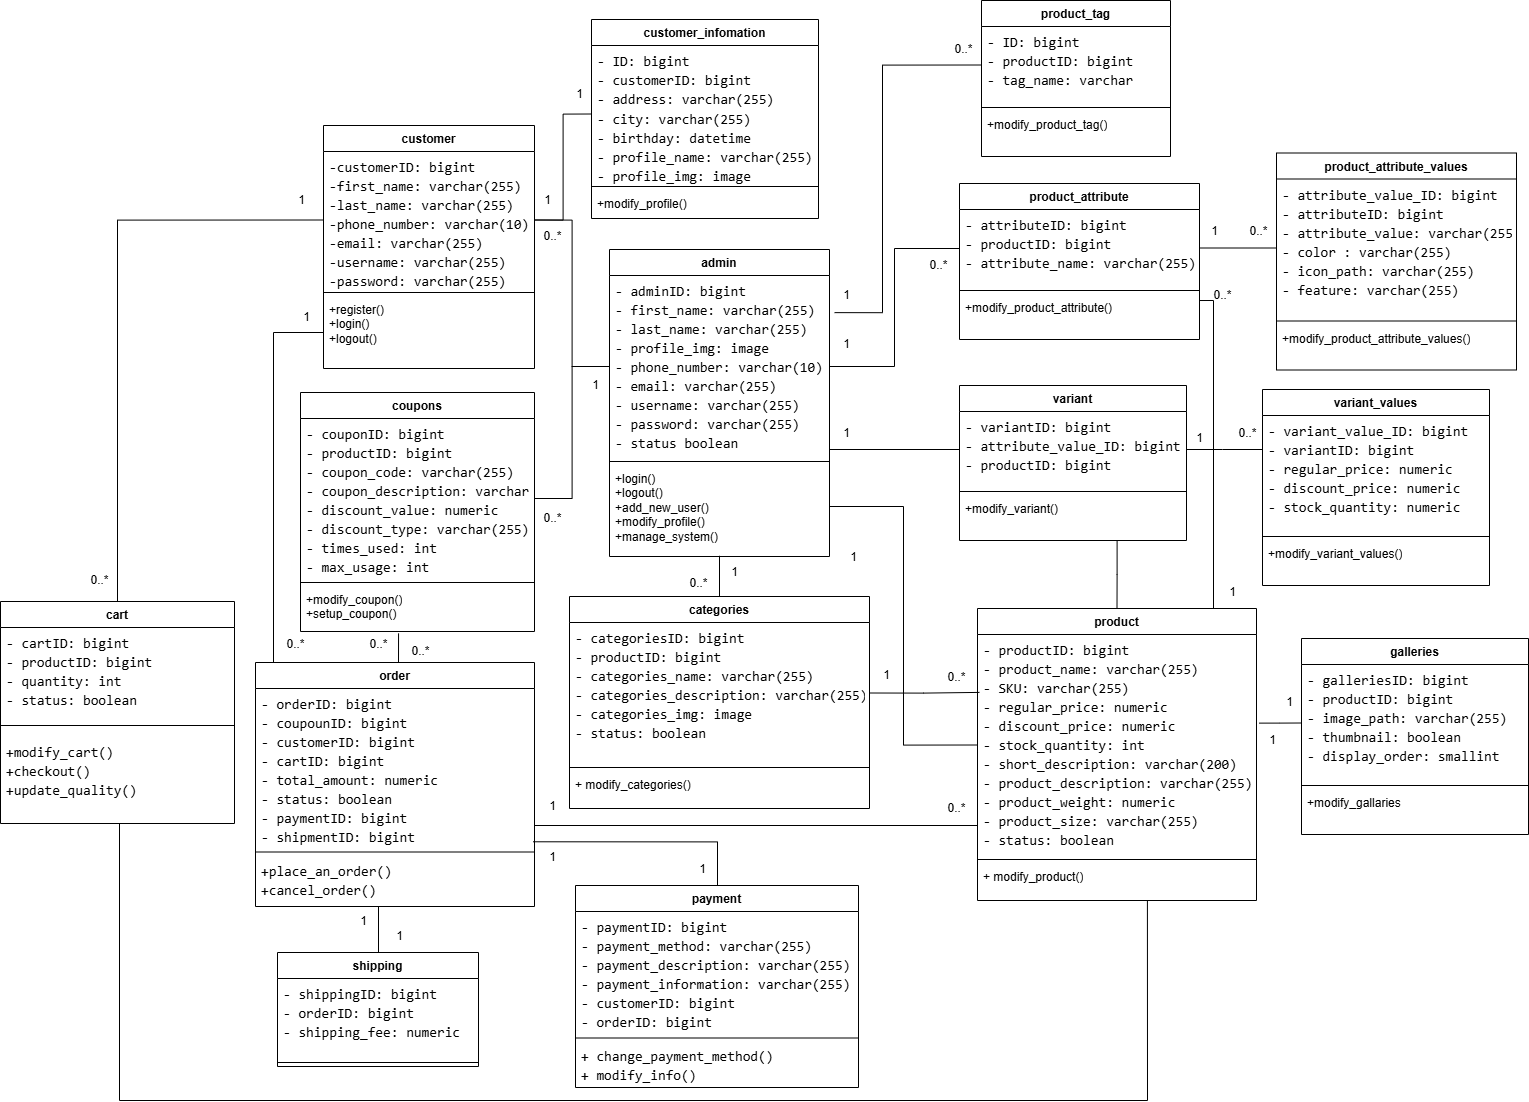 product_tag
- ID: bigint
- productID: bigint
- tag_name: varchar
+modify_product_tag()
customer_infomation
- ID: bigint
- customerID: bigint
- address: varchar(255)
- city: varchar(255)
- birthday: datetime
- profile_name: varchar(255)
- profile_img: image
+modify_profile()
0..*
1
customer
-customerID: bigint
-first_name: varchar(255)
-last_name: varchar(255)
-phone_number: varchar(10)
-email: varchar(255)
-username: varchar(255)
-password: varchar(255)
+register()
+login()
+logout()
1
1
0..*
1
product_attribute_values
- attribute_value_ID: bigint
- attributeID: bigint
- attribute_value: varchar(255
- color : varchar(255)
- icon_path: varchar(255)
- feature: varchar(255)
+modify_product_attribute_values()
product_attribute
- attributeID: bigint
- productID: bigint
- attribute_name: varchar(255)
+modify_product_attribute()
1
0..*
0..*
0..*
admin
- adminID: bigint
- first_name: varchar(255)
- last_name: varchar(255)
- profile_img: image
- phone_number: varchar(10)
- email: varchar(255)
- username: varchar(255)
- password: varchar(255)
- status boolean
+login()
+logout()
+add_new_user()
+modify_profile()
+manage_system()
1
1
1
1
1
1
0..*
coupons
- couponID: bigint
- productID: bigint
- coupon_code: varchar(255)
- coupon_description: varchar
- discount_value: numeric
- discount_type: varchar(255)
- times_used: int
- max_usage: int
+modify_coupon()
+setup_coupon()
0..*
variant
- variantID: bigint
- attribute_value_ID: bigint
- productID: bigint
+modify_variant()
1
0..*
variant_values
- variant_value_ID: bigint
- variantID: bigint
- regular_price: numeric
- discount_price: numeric
- stock_quantity: numeric
+modify_variant_values()
0..*
cart
- cartID: bigint
- productID: bigint
- quantity: int
- status: boolean
+modify_cart()
+checkout()
+update_quality()
0..*
0..*
0..*
order
- orderID: bigint
- coupounID: bigint
- customerID: bigint
- cartID: bigint
- total_amount: numeric
- status: boolean
- paymentID: bigint
- shipmentID: bigint
+place_an_order()
+cancel_order()
categories
- categoriesID: bigint
- productID: bigint
- categories_name: varchar(255)
- categories_description: varchar(255)
- categories_img: image
- status: boolean
+ modify_categories()
1
0..*
1
product
- productID: bigint
- product_name: varchar(255)
- SKU: varchar(255)
- regular_price: numeric
- discount_price: numeric
- stock_quantity: int
- short_description: varchar(200)
- product_description: varchar(255)
- product_weight: numeric
- product_size: varchar(255)
- status: boolean
+ modify_product()
1
1
galleries
- galleriesID: bigint
- productID: bigint
- image_path: varchar(255)
- thumbnail: boolean
- display_order: smallint
+modify_gallaries
1
0..*
1
1
payment
- paymentID: bigint
- payment_method: varchar(255)
- payment_description: varchar(255)
- payment_information: varchar(255)
- customerID: bigint
- orderID: bigint
+ change_payment_method()
+ modify_info()
1
1
shipping
- shippingID: bigint
- orderID: bigint
- shipping_fee: numeric